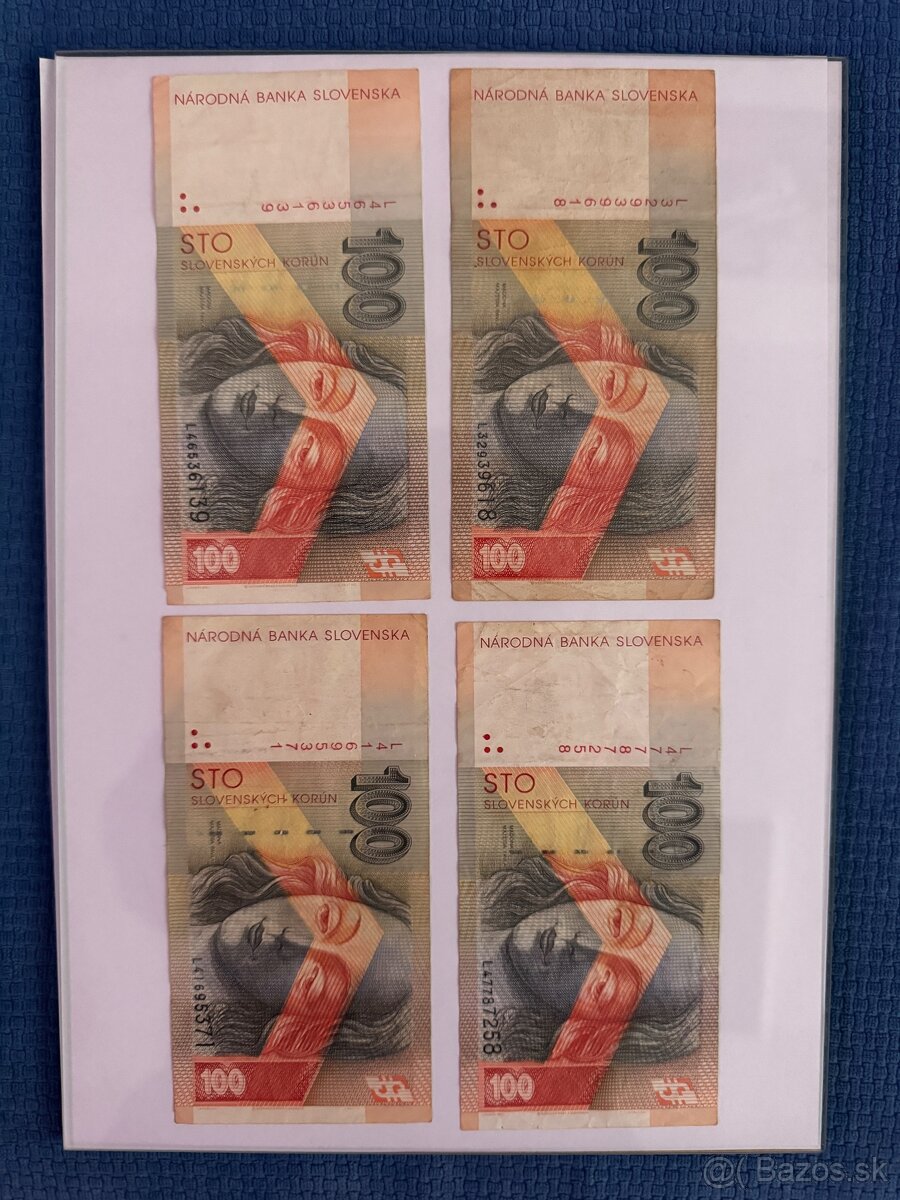 NÁRODNÁ BANKA SLOVENSKA
L46536139
STO
SLOVENSKÝCH KORÚN
100
L46536139
100
NÁRODNÁ BANKA SLOVENSKA
L32939618
STO
SLOVENSKÝCH KORÚN
100
L32939618
100
NÁRODNÁ BANKA SLOVENSKA
L41695371
STO
SLOVENSKÝCH KORÚN
100
L41695371
100
NÁRODNÁ BANKA SLOVENSKA
L47787258
STO
SLOVENSKÝCH KORÚN
100
L47787258
100
@( Bazos.sk